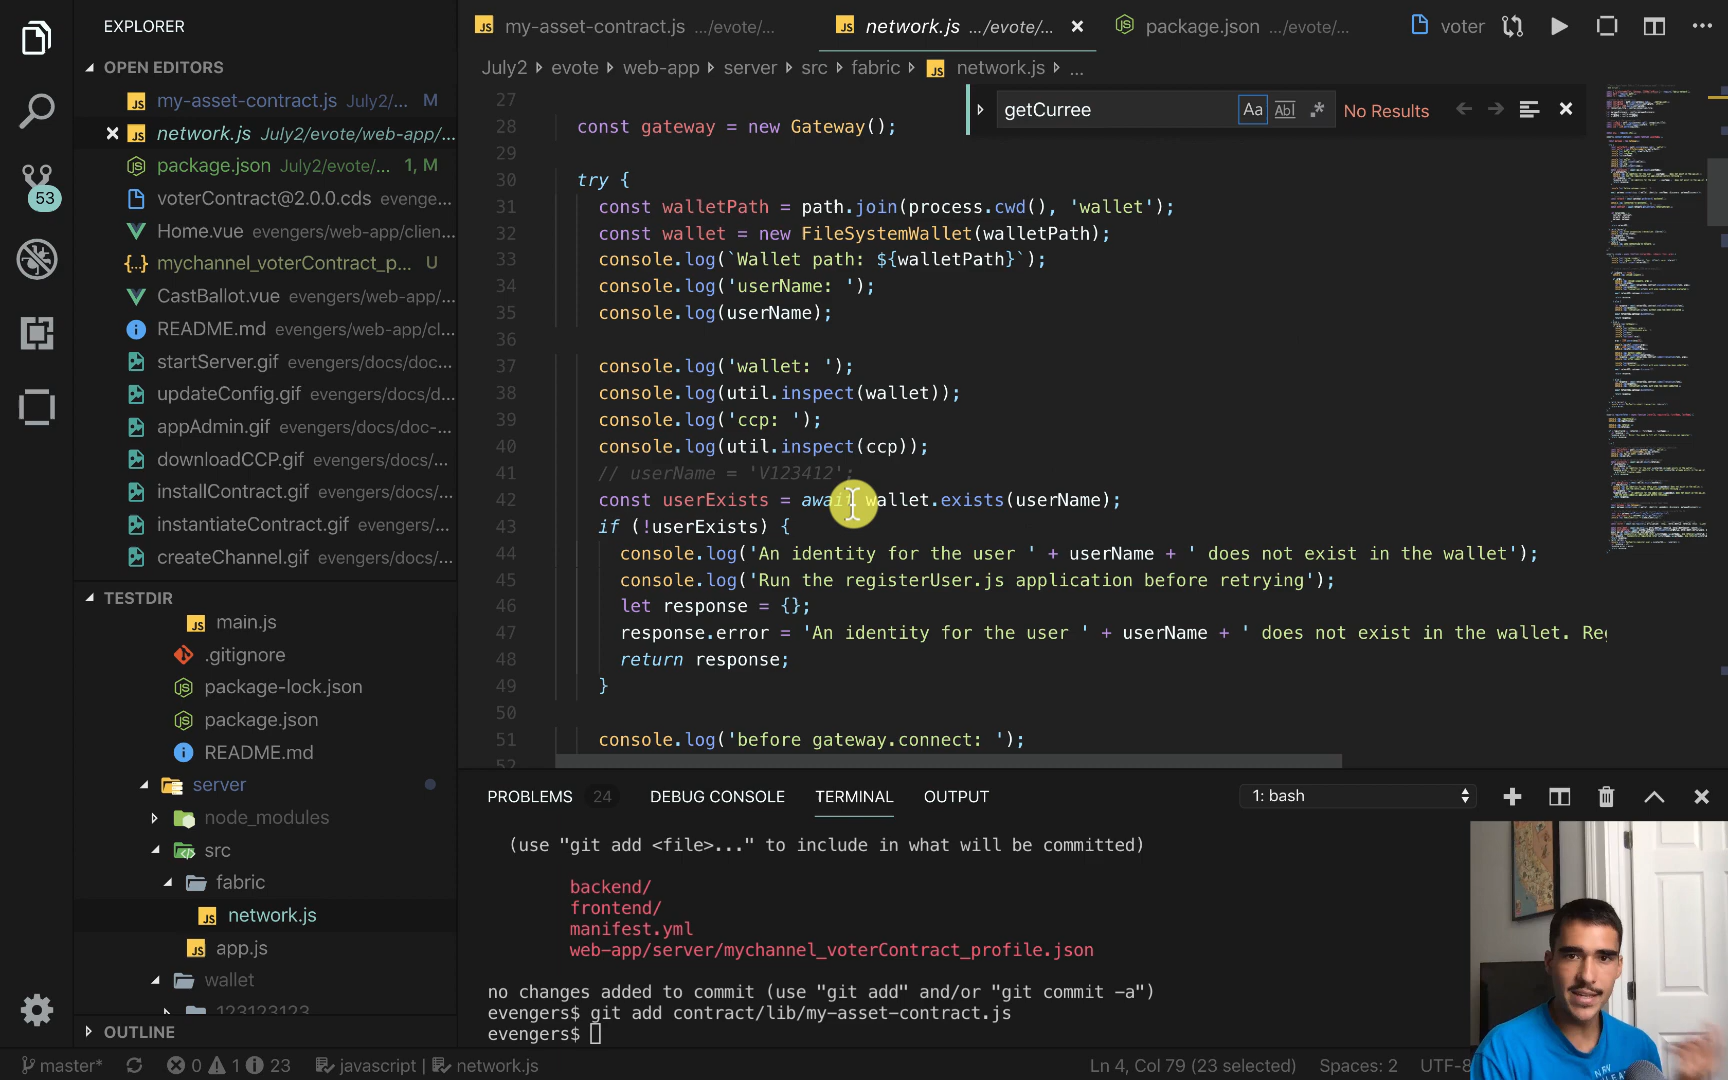 EXPLORER
OPEN EDITORS
my-asset-contract.js July2/... M
network.js July2/evote/web-app/...
package.json July2/evote/... 1, M
voterContract@2.0.0.cds evenge...
Home.vue evengers/web-app/clien...
mychannel_voterContract_p... U
CastBallot.vue evengers/web-app/...
README.md evengers/web-app/cl...
startServer.gif evengers/docs/doc...
updateConfig.gif evengers/docs/d...
appAdmin.gif evengers/docs/doc-...
downloadCCP.gif evengers/docs/...
installContract.gif evengers/docs/...
instantiateContract.gif evengers/...
createChannel.gif evengers/docs/...
53
TESTDIR
main.js
.gitignore
package-lock.json
package.json
README.md
server
node_modules
src
fabric
network.js
app.js
wallet
123123123
OUTLINE
my-asset-contract.js .../evote/...
network.js .../evote/...
package.json .../evote/...
voter
July2 evote web-app server src fabric network.js ...
getCurree Aa Abl .* No Results
27
28 const gateway = new Gateway();
29
30 try {
31 const walletPath = path.join(process.cwd(), 'wallet');
32 const wallet = new FileSystemWallet(walletPath);
33 console.log(`Wallet path: ${walletPath}`);
34 console.log('userName: ');
35 console.log(userName);
36
37 console.log('wallet: ');
38 console.log(util.inspect(wallet));
39 console.log('ccp: ');
40 console.log(util.inspect(ccp));
41 // userName = 'V123412';
42 const userExists = await wallet.exists(userName);
43 if (!userExists) {
44 console.log('An identity for the user ' + userName + ' does not exist in the wallet');
45 console.log('Run the registerUser.js application before retrying');
46 let response = {};
47 response.error = 'An identity for the user ' + userName + ' does not exist in the wallet. Reg
48 return response;
49 }
50
51 console.log('before gateway.connect: ');
52
PROBLEMS 24 DEBUG CONSOLE TERMINAL OUTPUT 1: bash
(use "git add <file>..." to include in what will be committed)
backend/
frontend/
manifest.yml
web-app/server/mychannel_voterContract_profile.json
no changes added to commit (use "git add" and/or "git commit -a")
evengers$ git add contract/lib/my-asset-contract.js
evengers$
master* 0 1 23 javascript | network.js Ln 4, Col 79 (23 selected) Spaces: 2 UTF-8